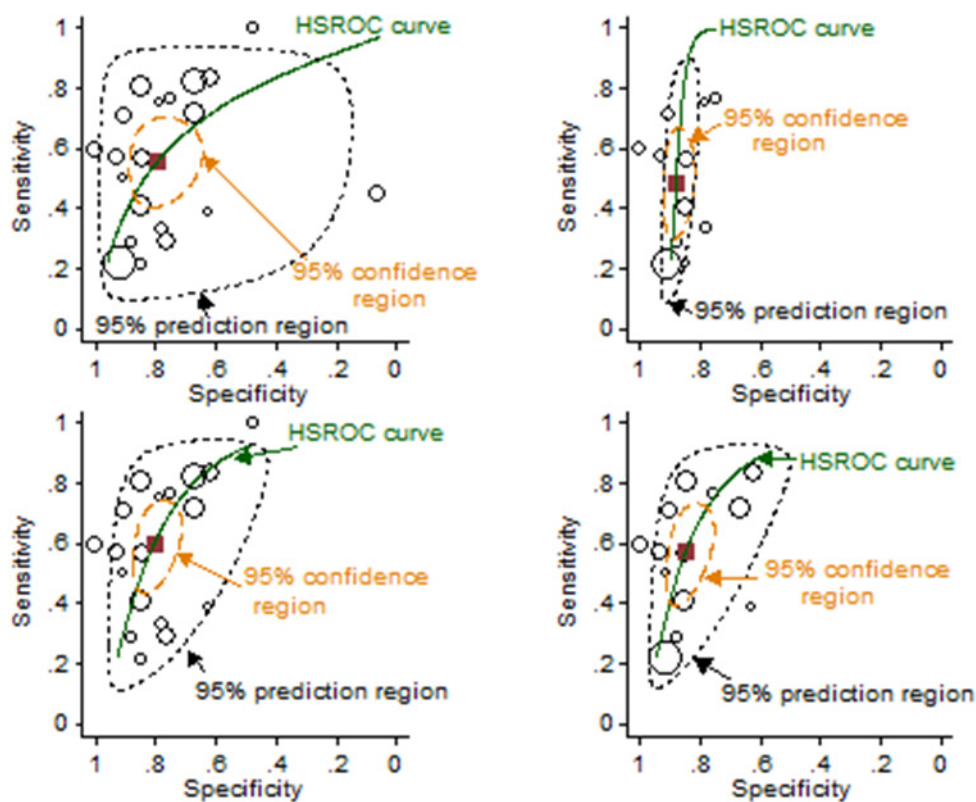 HSROC curve
1
.8
.6
.4
.2
0
Sensitivity
95% confidence
region
95% prediction region
1 .8 .6 .4 .2 0
Specificity
HSROC curve
1
.8
.6
.4
.2
0
Sensitivity
95% confidence
region
95% prediction region
1 .8 .6 .4 .2 0
Specificity
HSROC curve
1
.8
.6
.4
.2
0
Sensitivity
95% confidence
region
95% prediction region
1 .8 .6 .4 .2 0
Specificity
HSROC curve
1
.8
.6
.4
.2
0
Sensitivity
95% confidence
region
95% prediction region
1 .8 .6 .4 .2 0
Specificity